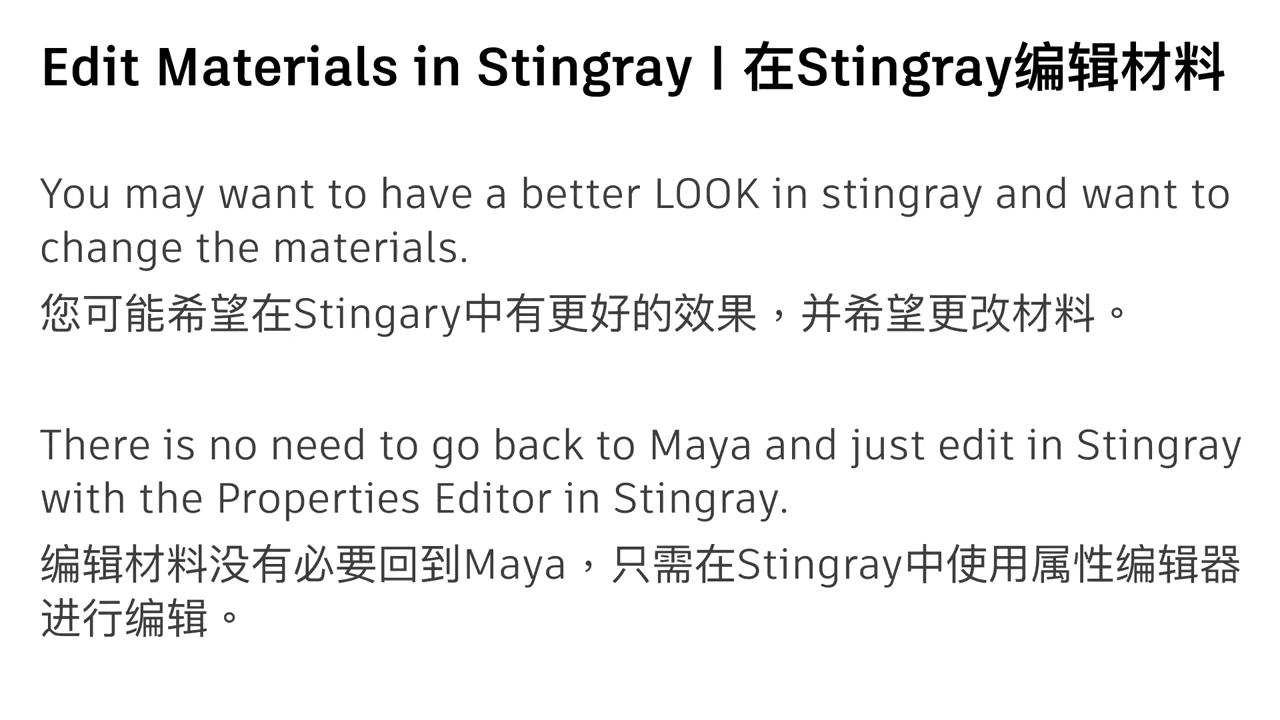 Edit Materials in Stingray | 在Stingray编辑材料
You may want to have a better LOOK in stingray and want to
change the materials.
您可能希望在Stingary中有更好的效果，并希望更改材料。
There is no need to go back to Maya and just edit in Stingray
with the Properties Editor in Stingray.
编辑材料没有必要回到Maya，只需在Stingray中使用属性编辑器
进行编辑。